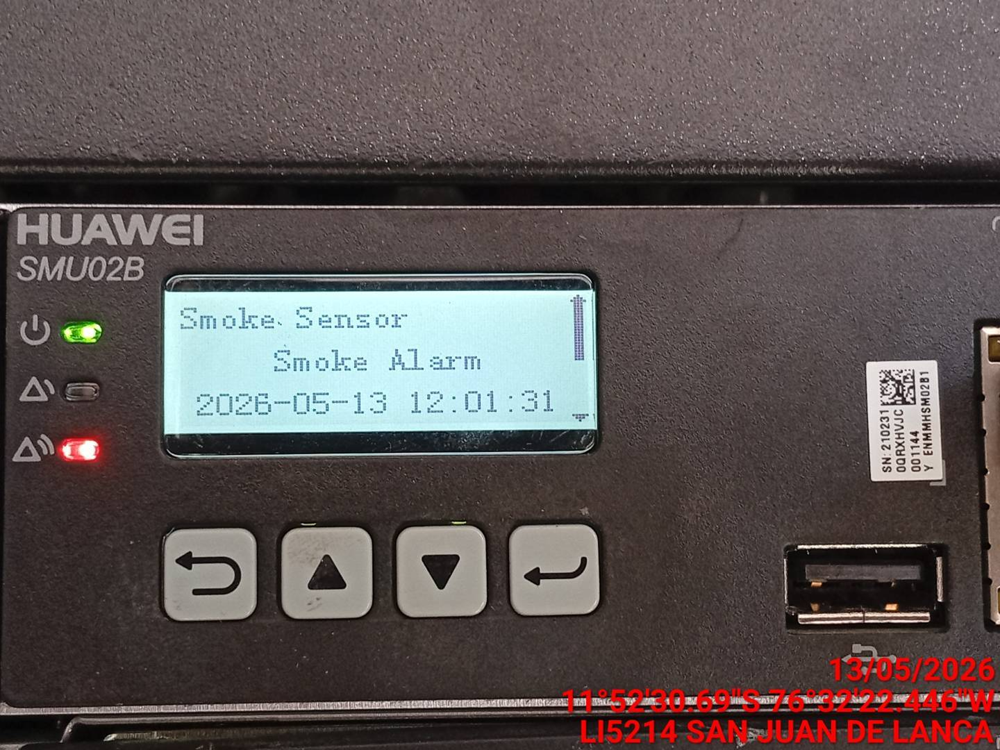 HUAWEI
SMU02B
Smoke Sensor
Smoke Alarm
2026-05-13 12:01:31
SN:210231
0QRXHVJC
001144
Y ENMMHSM02B1
13/05/2026
11°52'30.69"S 76°32'22.446"W
LI5214 SAN JUAN DE LANCA